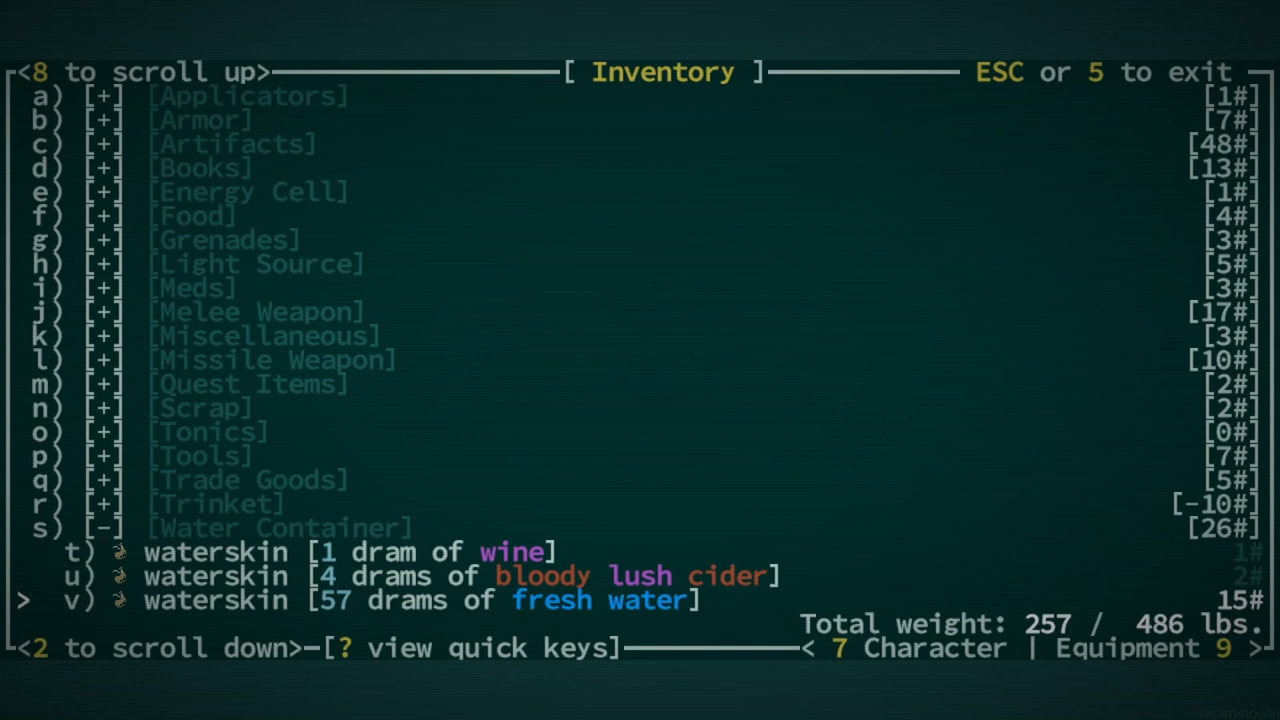 <8 to scroll up> [ Inventory ] ESC or 5 to exit
a) [+] [Applicators] [1#]
b) [+] [Armor] [7#]
c) [+] [Artifacts] [48#]
d) [+] [Books] [13#]
e) [+] [Energy Cell] [1#]
f) [+] [Food] [4#]
g) [+] [Grenades] [3#]
h) [+] [Light Source] [5#]
i) [+] [Meds] [3#]
j) [+] [Melee Weapon] [17#]
k) [+] [Miscellaneous] [3#]
l) [+] [Missile Weapon] [10#]
m) [+] [Quest Items] [2#]
n) [+] [Scrap] [2#]
o) [+] [Tonics] [0#]
p) [+] [Tools] [7#]
q) [+] [Trade Goods] [5#]
r) [+] [Trinket] [-10#]
s) [-] [Water Container] [26#]
t) waterskin [1 dram of wine] 1#
u) waterskin [4 drams of bloody lush cider] 2#
> v) waterskin [57 drams of fresh water] 15#
Total weight: 257 / 486 lbs.
<2 to scroll down> [? view quick keys] < 7 Character | Equipment 9 >